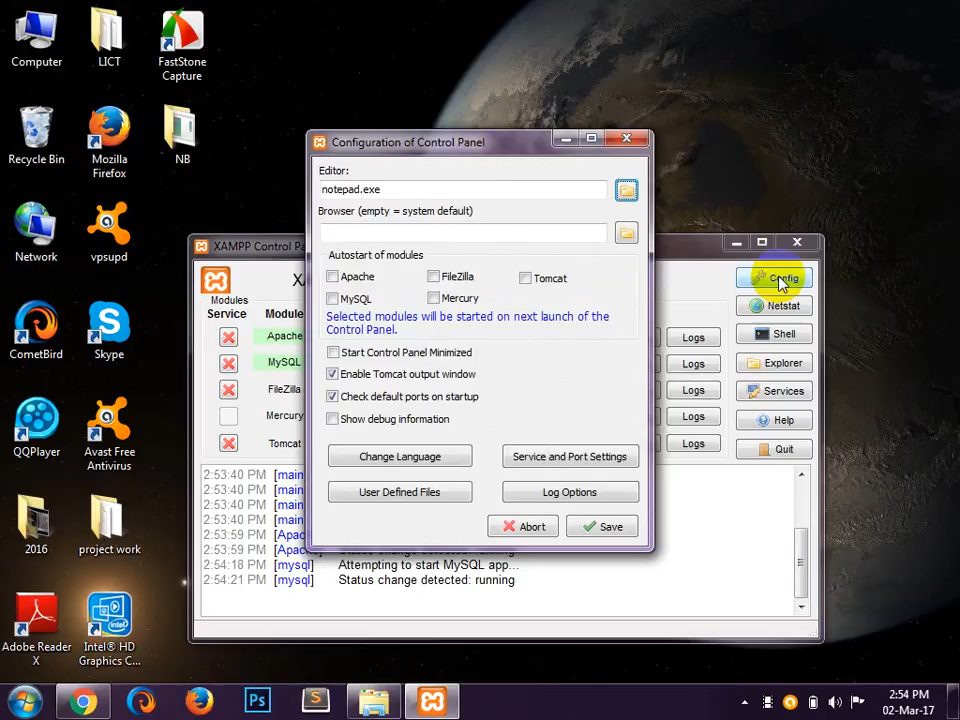 Computer
LICT
FastStone
Capture
Recycle Bin
Mozilla
Firefox
NB
Network
vpsupd
CometBird
Skype
QQPlayer
Avast Free
Antivirus
2016
project work
Adobe Reader
X
Intel® HD
Graphics C...
Configuration of Control Panel
Editor:
notepad.exe
Browser (empty = system default)
Autostart of modules
Apache
FileZilla
Tomcat
MySQL
Mercury
Selected modules will be started on next launch of the
Control Panel.
Start Control Panel Minimized
Enable Tomcat output window
Check default ports on startup
Show debug information
Change Language
Service and Port Settings
User Defined Files
Log Options
Abort
Save
XAMPP Control Pa
XA
Modules
Service
Module
Apache
MySQL
FileZilla
Mercury
Tomcat
Logs
Logs
Logs
Logs
Logs
Config
Netstat
Shell
Explorer
Services
Help
Quit
2:53:40 PM [main
2:53:40 PM [main
2:53:40 PM [main
2:53:40 PM [main
2:53:59 PM [Apac
2:53:59 PM [Apac Status change detected: running
2:54:18 PM [mysql] Attempting to start MySQL app...
2:54:21 PM [mysql] Status change detected: running
Ps
S
2:54 PM
02-Mar-17